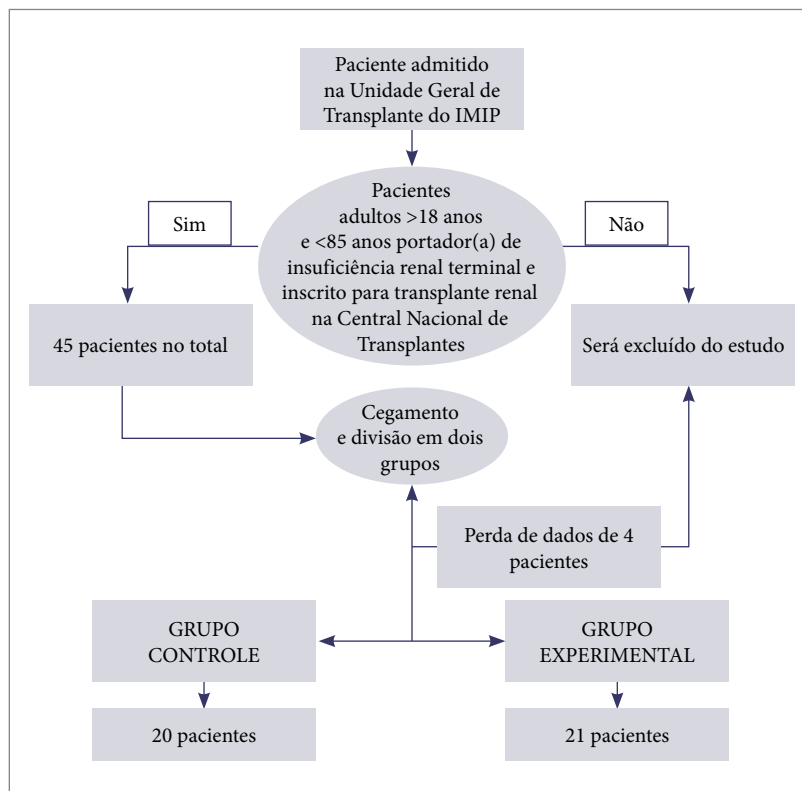 Paciente admitido
na Unidade Geral de
Transplante do IMIP
Pacientes
adultos >18 anos
e <85 anos portador(a) de
insuficiência renal terminal e
inscrito para transplante renal
na Central Nacional de
Transplantes
Sim
Não
45 pacientes no total
Será excluído do estudo
Cegamento
e divisão em dois
grupos
Perda de dados de 4
pacientes
GRUPO
CONTROLE
GRUPO
EXPERIMENTAL
20 pacientes
21 pacientes